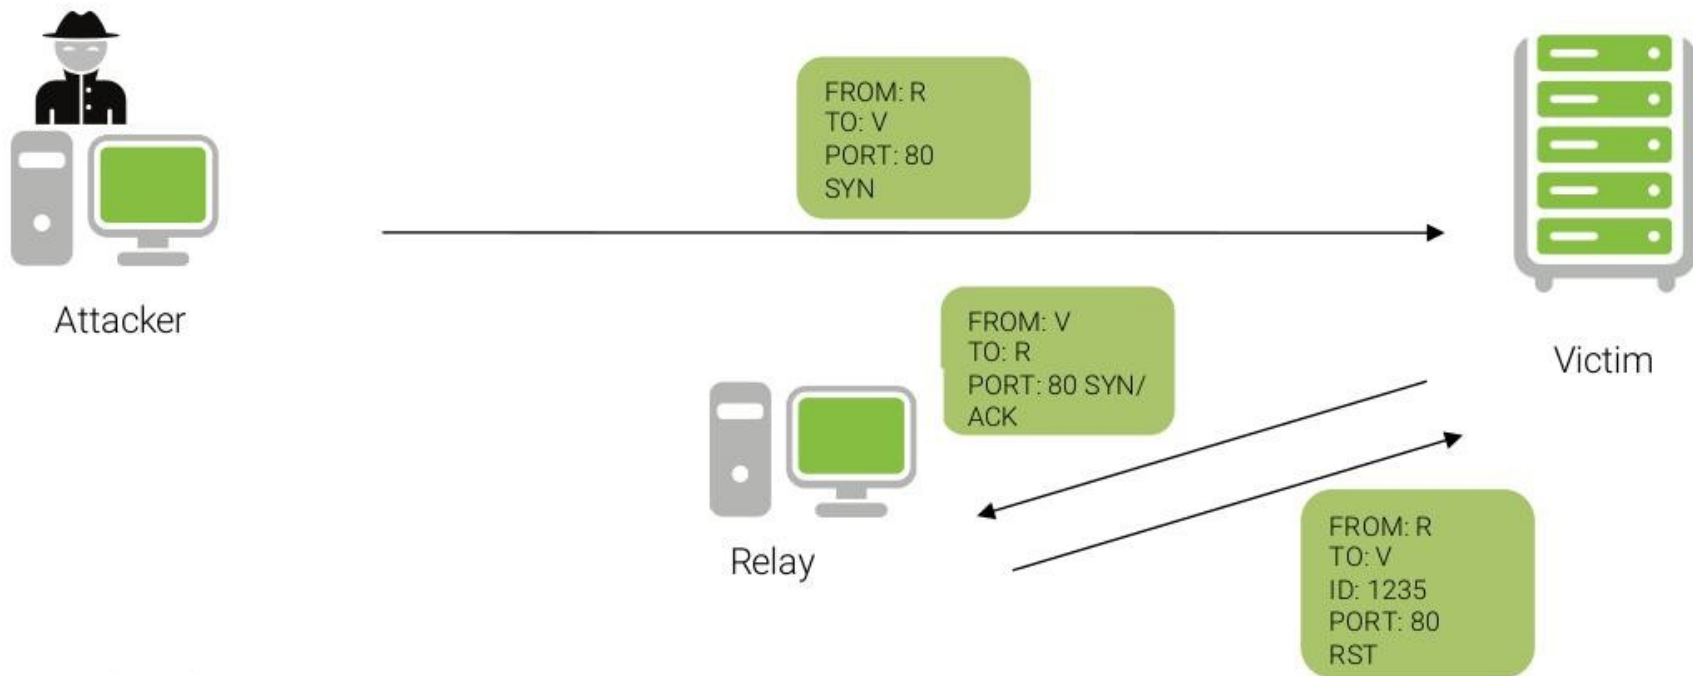 FROM: R
TO: V
PORT: 80
SYN
Attacker
FROM: V
TO: R
PORT: 80 SYN/
ACK
Victim
Relay
FROM: R
TO: V
ID: 1235
PORT: 80
RST